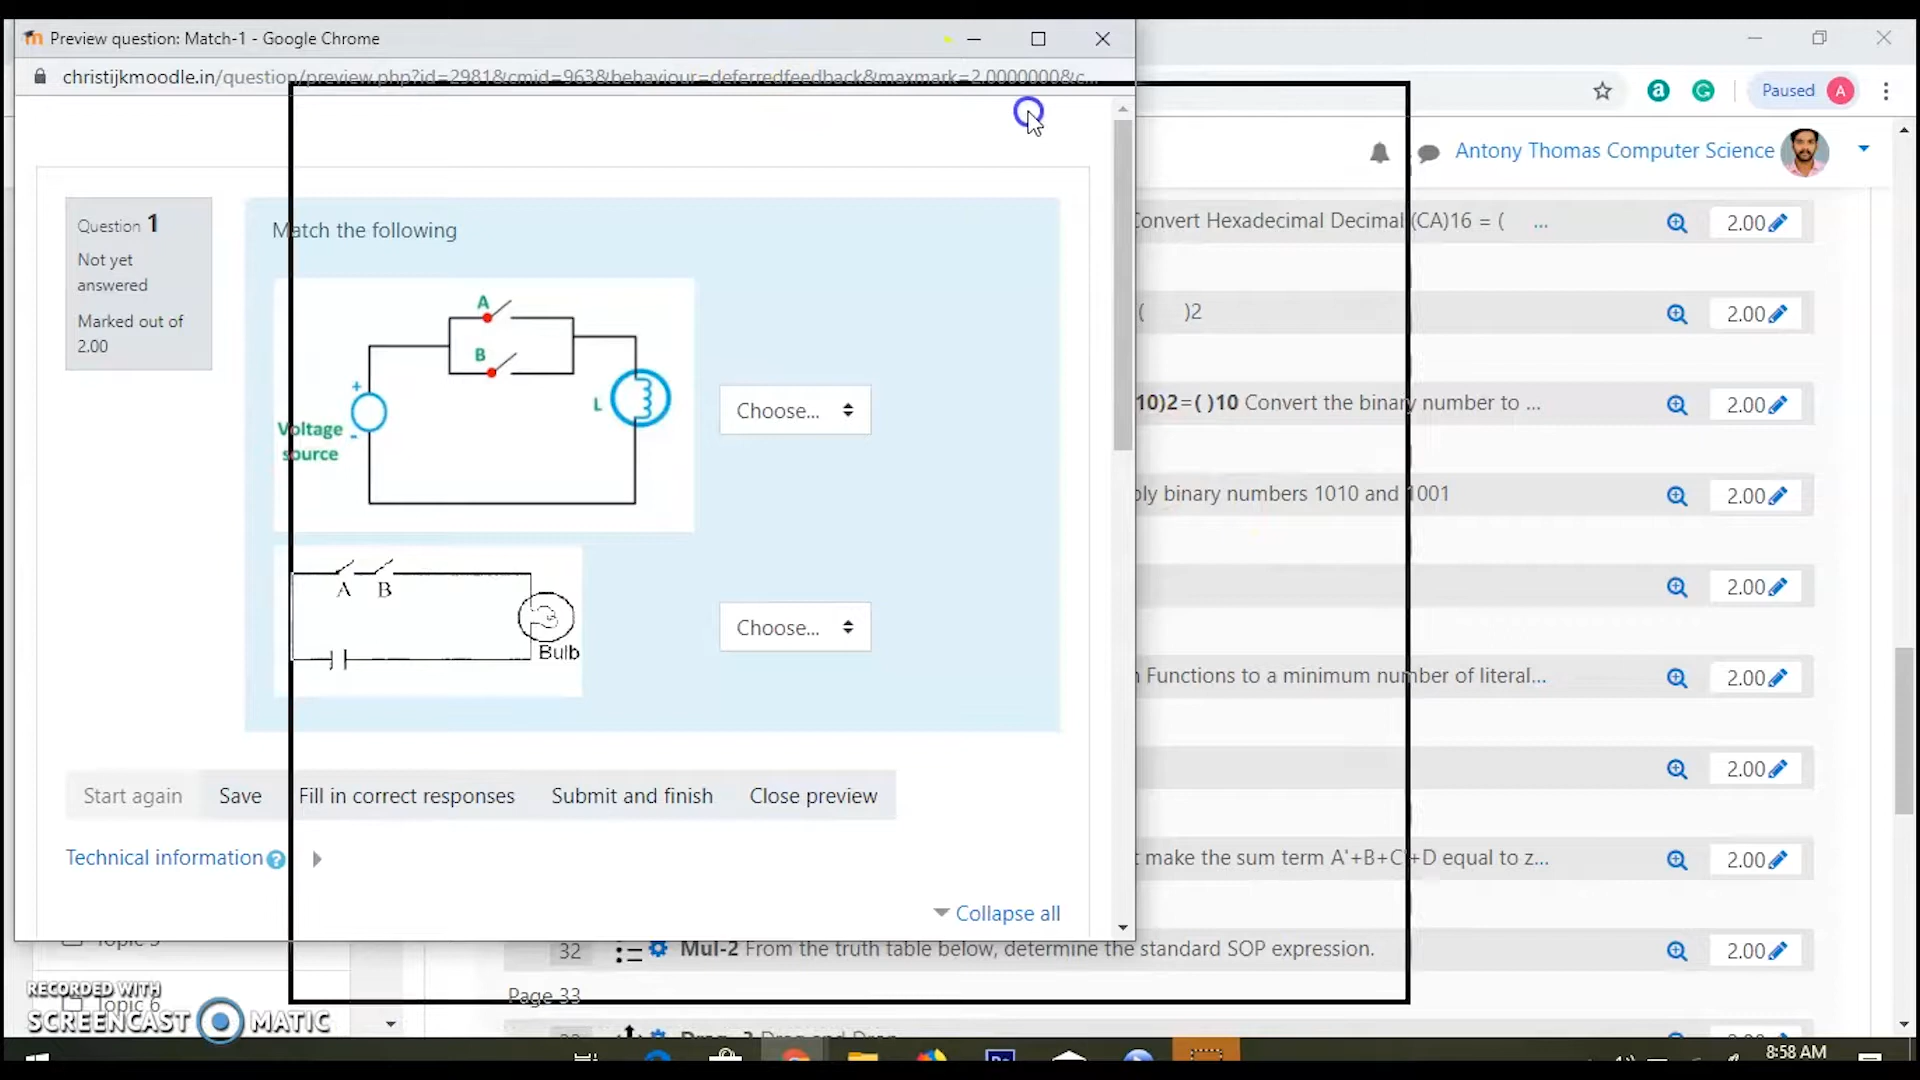 Preview question: Match-1 - Google Chrome
christijkmoodle.in/question/preview.php?id=2981&cmid=963&behaviour=deferredfeedback&maxmark=2.0000000&c...
Paused A
Antony Thomas Computer Science
Question 1
Not yet
answered
Marked out of
2.00
Match the following
A
B
+
L
Voltage
-
source
Choose...
A B
Bulb
Choose...
Start again Save Fill in correct responses Submit and finish Close preview
Technical information
Collapse all
Convert Hexadecimal Decimal (CA)16 = ( ... 2.00
( )2 2.00
10)2=( )10 Convert the binary number to ... 2.00
binary numbers 1010 and 1001 2.00
2.00
Functions to a minimum number of literal... 2.00
2.00
make the sum term A'+B+C'+D equal to z... 2.00
32 Mul-2 From the truth table below, determine the standard SOP expression. 2.00
Page 33
Topic 6
RECORDED WITH
SCREENCAST MATIC
8:58 AM